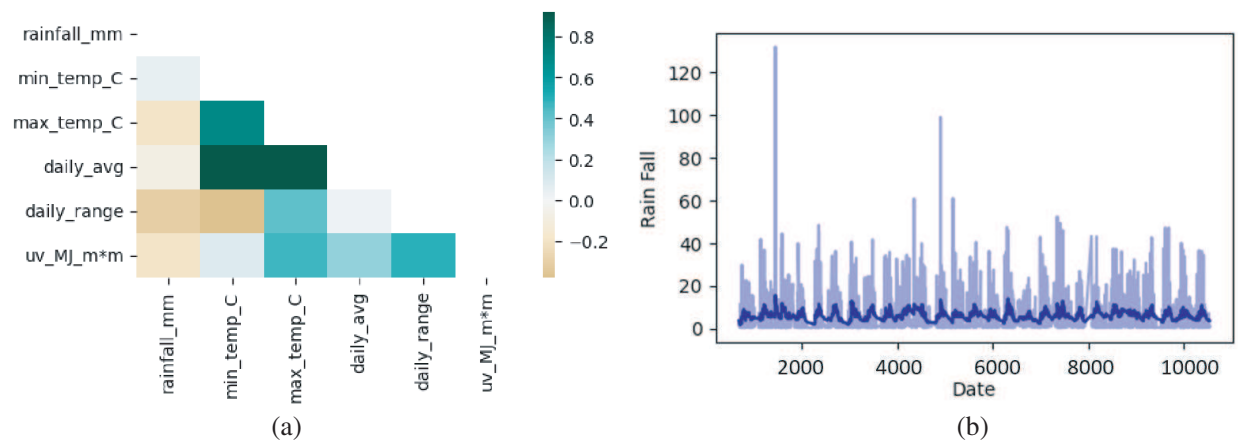 rainfall_mm
min_temp_C
max_temp_C
daily_avg
daily_range
uv_MJ_m*m
rainfall_mm
min_temp_C
max_temp_C
daily_avg
daily_range
uv_MJ_m*m
0.8
0.6
0.4
0.2
0.0
−0.2
(a)
Rain Fall
120
100
80
60
40
20
0
2000 4000 6000 8000 10000
Date
(b)